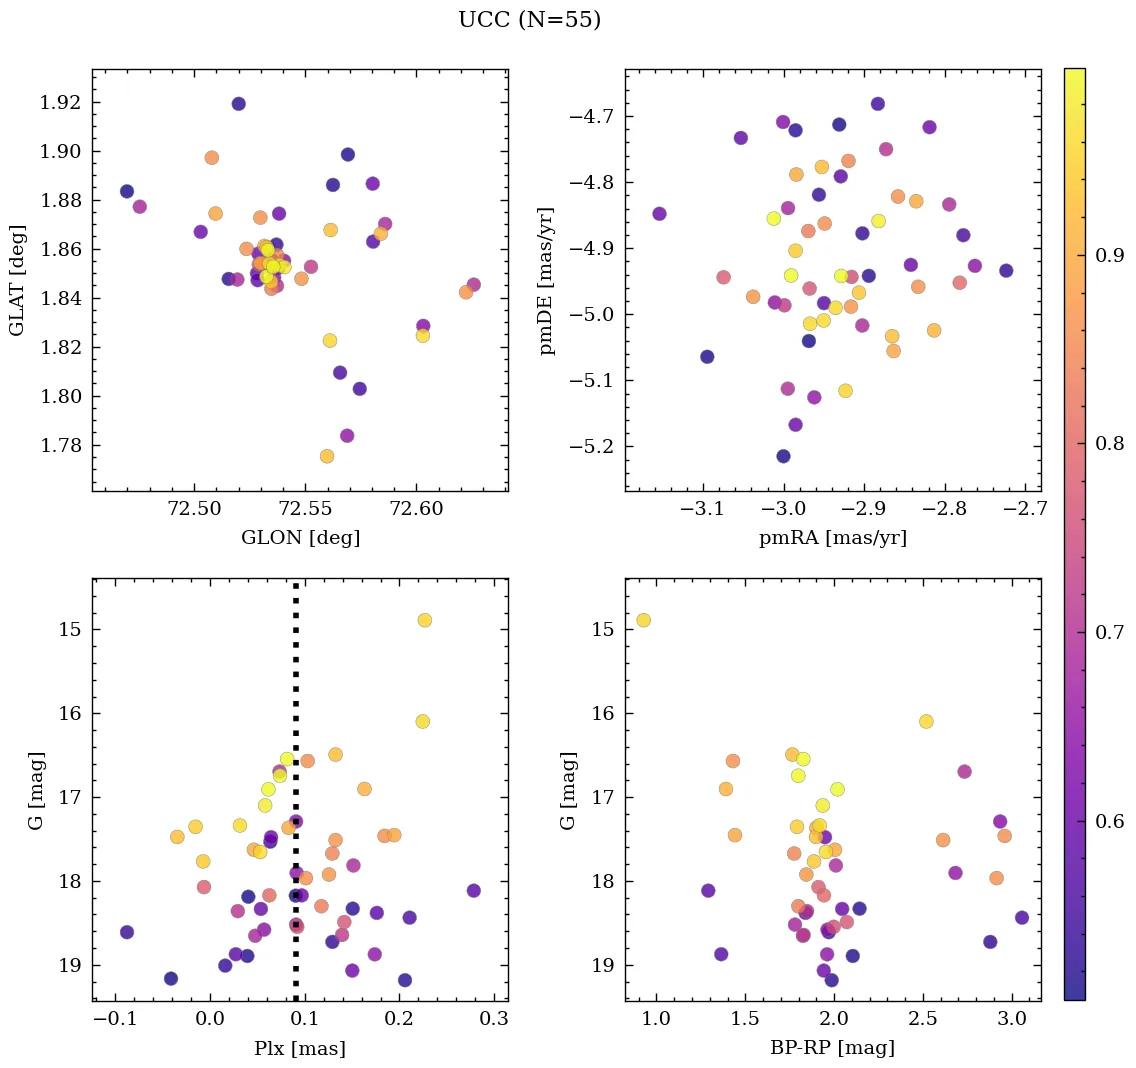 UCC (N=55)
1.92
1.90
1.88
1.86
1.84
1.82
1.80
1.78
GLAT [deg]
72.50 72.55 72.60
GLON [deg]
−4.7
−4.8
−4.9
−5.0
−5.1
−5.2
pmDE [mas/yr]
−3.1 −3.0 −2.9 −2.8 −2.7
pmRA [mas/yr]
15
16
17
18
19
G [mag]
−0.1 0.0 0.1 0.2 0.3
Plx [mas]
15
16
17
18
19
G [mag]
1.0 1.5 2.0 2.5 3.0
BP-RP [mag]
0.9
0.8
0.7
0.6